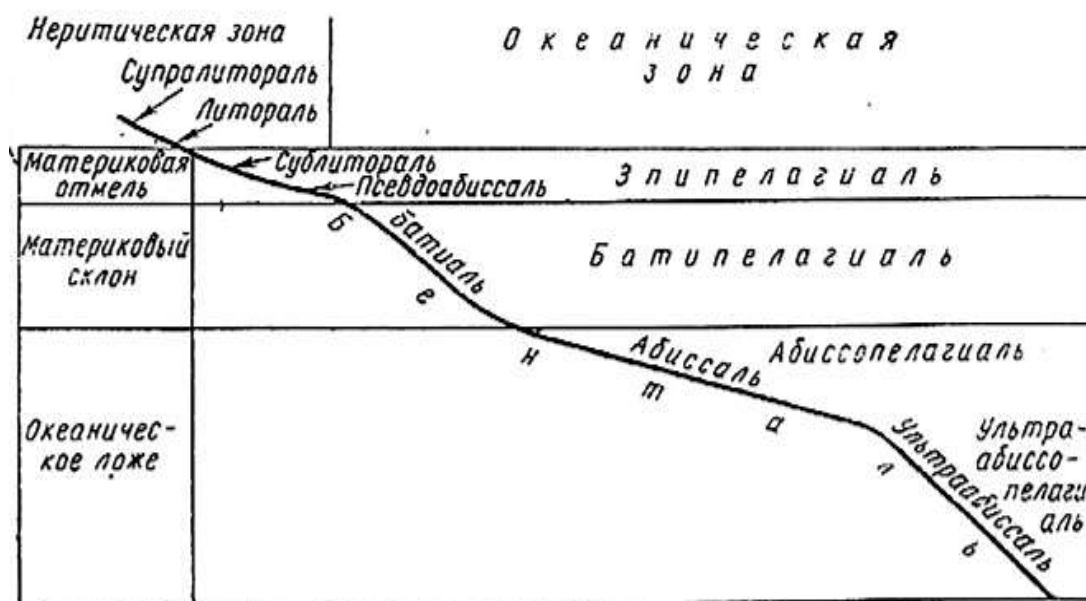 Неритическая зона
Океаническая
зона
Супралитораль
Литораль
Материковая
отмель
Сублитораль
Псевдоабиссаль
Эпипелагиаль
Материковый
склон
Батиаль
Батипелагиаль
Бенталь
Абиссаль
Абиссопелагиаль
Океаничес-
кое ложе
Ультраабиссаль
Ультра-
абиссо-
пелаги
аль